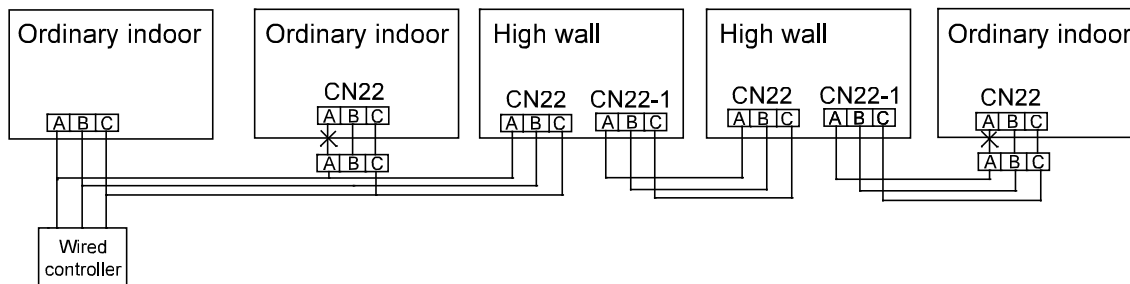 Ordinary indoor
A B C
Ordinary indoor
CN22
A B C
A B C
High wall
CN22 CN22-1
A B C A B C
High wall
CN22 CN22-1
A B C A B C
Ordinary indoor
CN22
A B C
A B C
Wired
controller